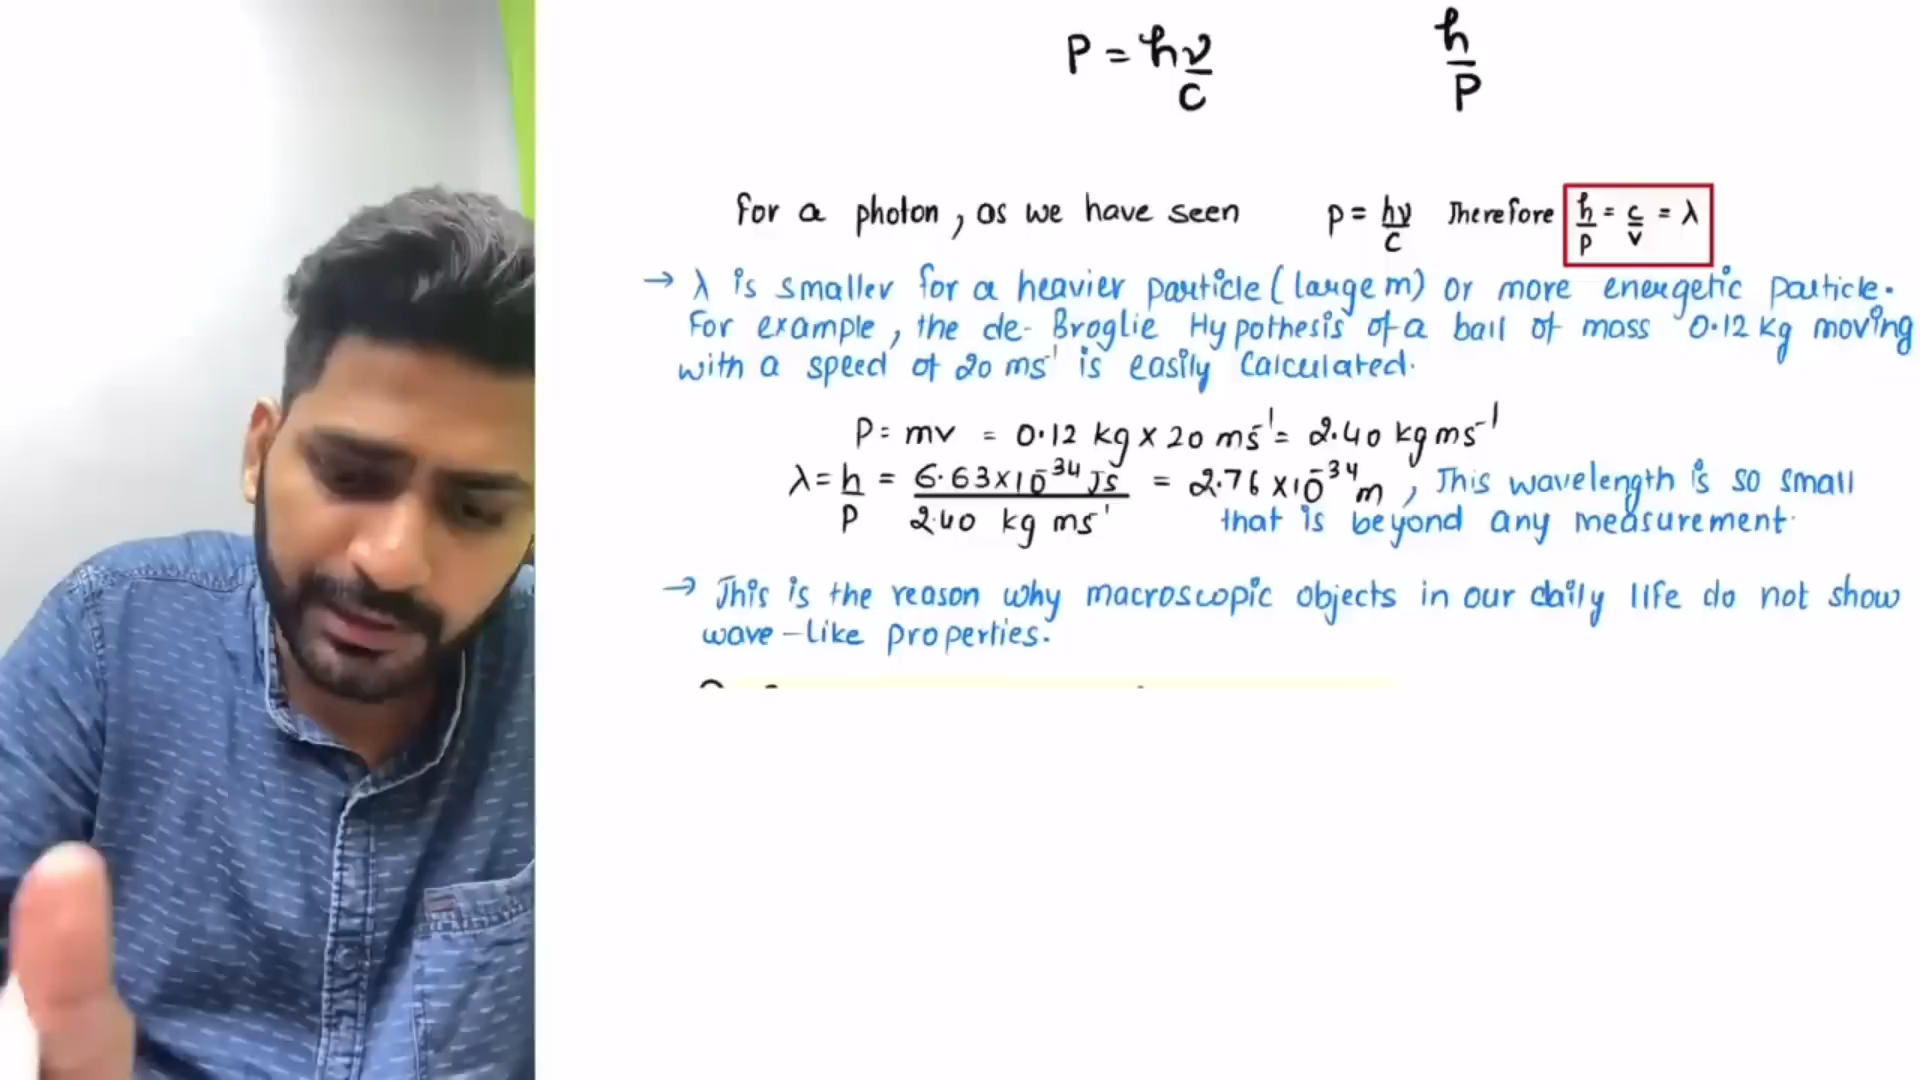 P = hν/c h/P
for a photon, as we have seen p = hν/c Therefore h/p = c/ν = λ
→ λ is smaller for a heavier particle (large m) or more energetic particle.
For example, the de-Broglie Hypothesis of a ball of mass 0.12 kg moving
with a speed of 20 ms⁻¹ is easily calculated.
P = mv = 0.12 kg × 20 ms⁻¹ = 2.40 kg ms⁻¹
λ = h/P = 6.63×10⁻³⁴ Js / 2.40 kg ms⁻¹ = 2.76 ×10⁻³⁴ m , This wavelength is so small
that is beyond any measurement.
→ This is the reason why macroscopic objects in our daily life do not show
wave-like properties.